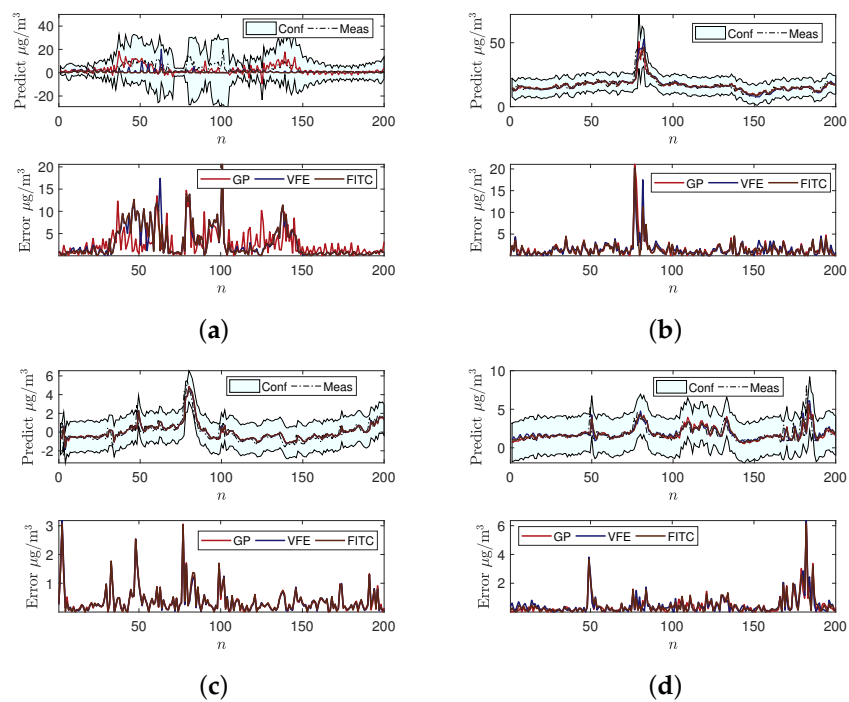 Predict µg/m³
40
20
0
-20
Conf Meas
0 50 100 150 200
n
Error µg/m³
20
15
10
5
GP VFE FITC
50 100 150 200
n
(a)
Predict µg/m³
50
0
Conf Meas
0 50 100 150 200
n
Error µg/m³
20
15
10
5
GP VFE FITC
50 100 150 200
n
(b)
Predict µg/m³
6
4
2
0
-2
Conf Meas
0 50 100 150 200
n
Error µg/m³
3
2
1
GP VFE FITC
50 100 150 200
n
(c)
Predict µg/m³
10
5
0
Conf Meas
0 50 100 150 200
n
Error µg/m³
6
4
2
GP VFE FITC
50 100 150 200
n
(d)